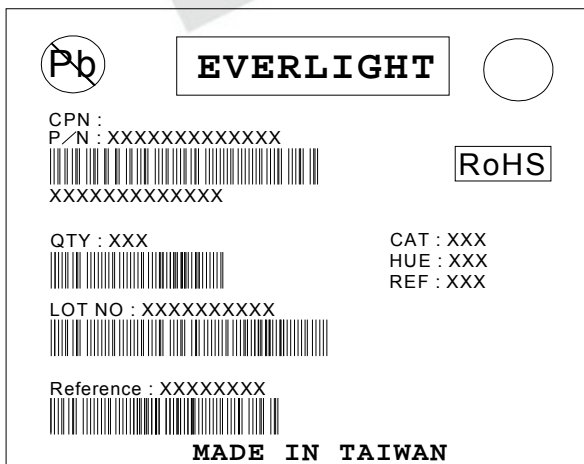 Pb
EVERLIGHT
CPN :
P/N : XXXXXXXXXXXXX
XXXXXXXXXXXXX
RoHS
QTY : XXX
CAT : XXX
HUE : XXX
REF : XXX
LOT NO : XXXXXXXXXX
Reference : XXXXXXXX
MADE IN TAIWAN